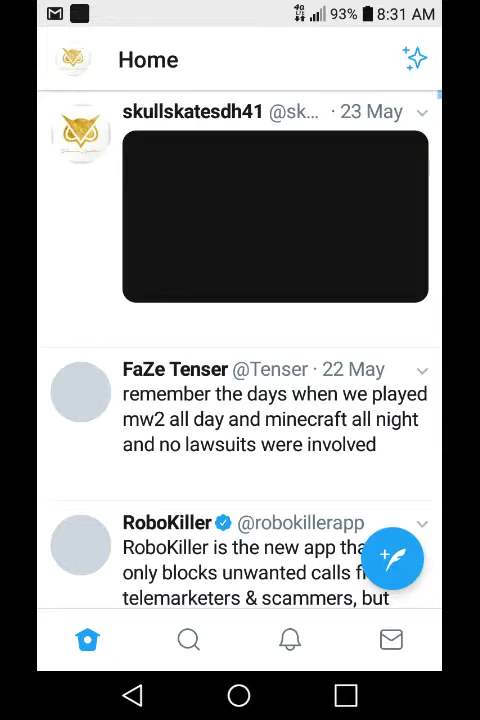 4G LTE 93% 8:31 AM
Home
skullskatesdh41 @sk... · 23 May
FaZe Tenser @Tenser · 22 May
remember the days when we played
mw2 all day and minecraft all night
and no lawsuits were involved
RoboKiller @robokillerapp
RoboKiller is the new app tha
only blocks unwanted calls f
telemarketers & scammers, but